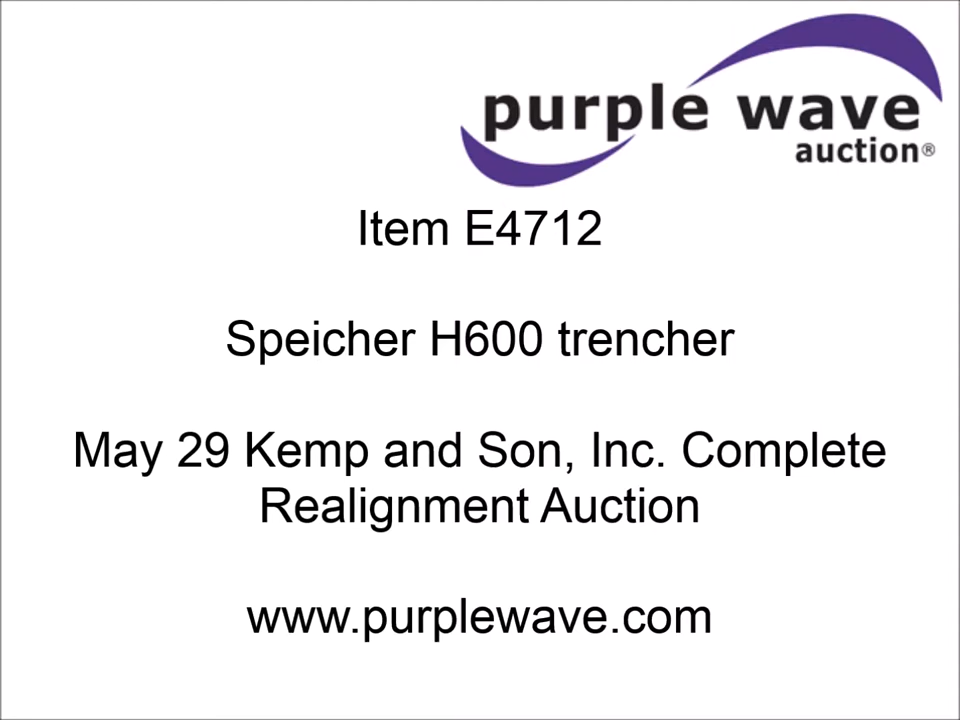 purple wave
auction®
Item E4712
Speicher H600 trencher
May 29 Kemp and Son, Inc. Complete
Realignment Auction
www.purplewave.com